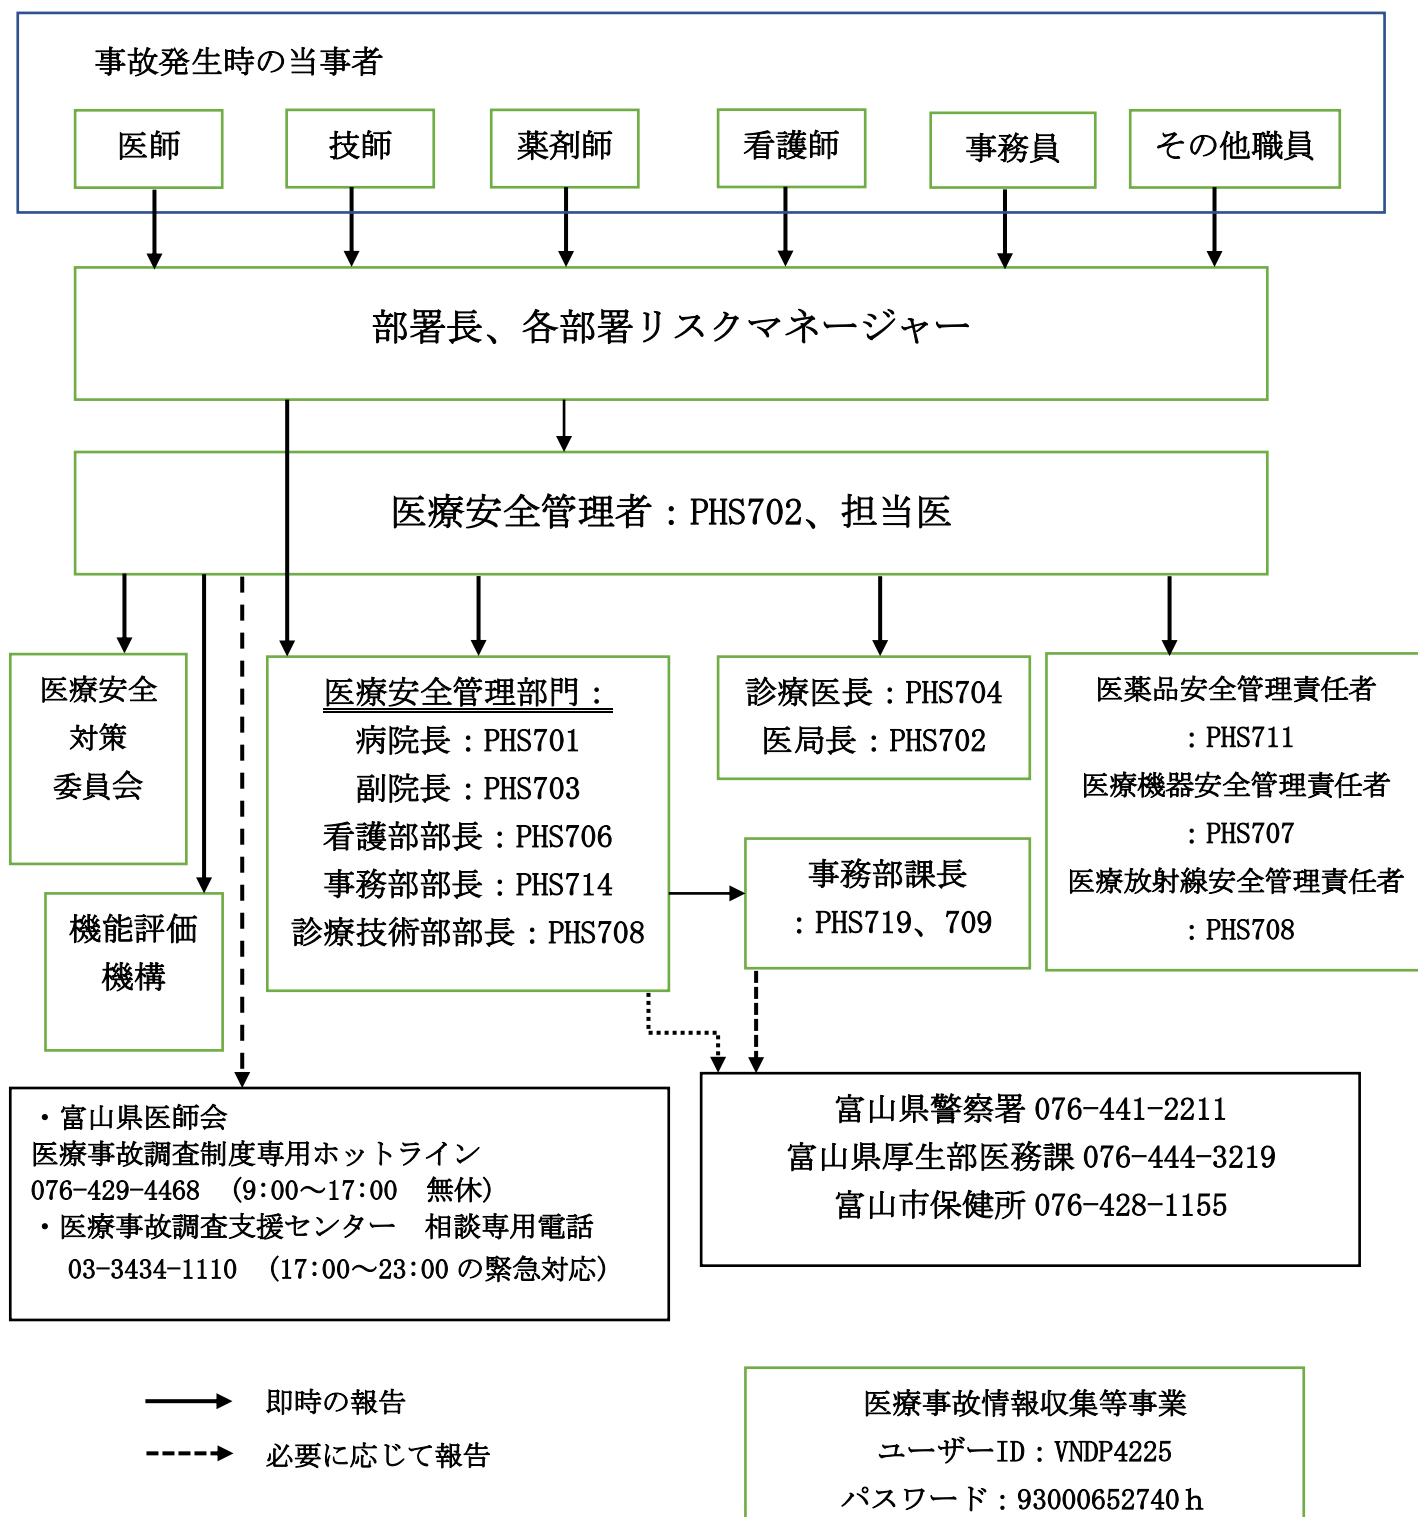 事故発生時の当事者
医師
技師
薬剤師
看護師
事務員
その他職員
部署長、各部署リスクマネージャー
医療安全管理者：PHS702、担当医
医療安全
対策
委員会
機能評価
機構
医療安全管理部門：
病院長：PHS701
副院長：PHS703
看護部部長：PHS706
事務部部長：PHS714
診療技術部部長：PHS708
診療医長：PHS704
医局長：PHS702
事務部課長
：PHS719、709
医薬品安全管理責任者
：PHS711
医療機器安全管理責任者
：PHS707
医療放射線安全管理責任者
：PHS708
・富山県医師会
医療事故調査制度専用ホットライン
076-429-4468　（9:00～17:00　無休）
・医療事故調査支援センター　相談専用電話
03-3434-1110　（17:00～23:00 の緊急対応）
富山県警察署 076-441-2211
富山県厚生部医務課 076-444-3219
富山市保健所 076-428-1155
即時の報告
必要に応じて報告
医療事故情報収集等事業
ユーザーID：VNDP4225
パスワード：93000652740ｈ